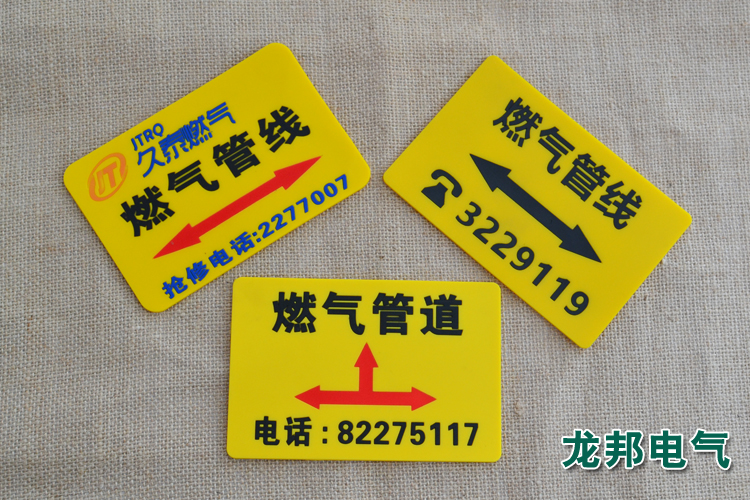 JTRQ
久泰燃气
JT
燃气管线
抢修电话:2277007
燃气管线
3229119
燃气管道
电话:82275117
龙邦电气